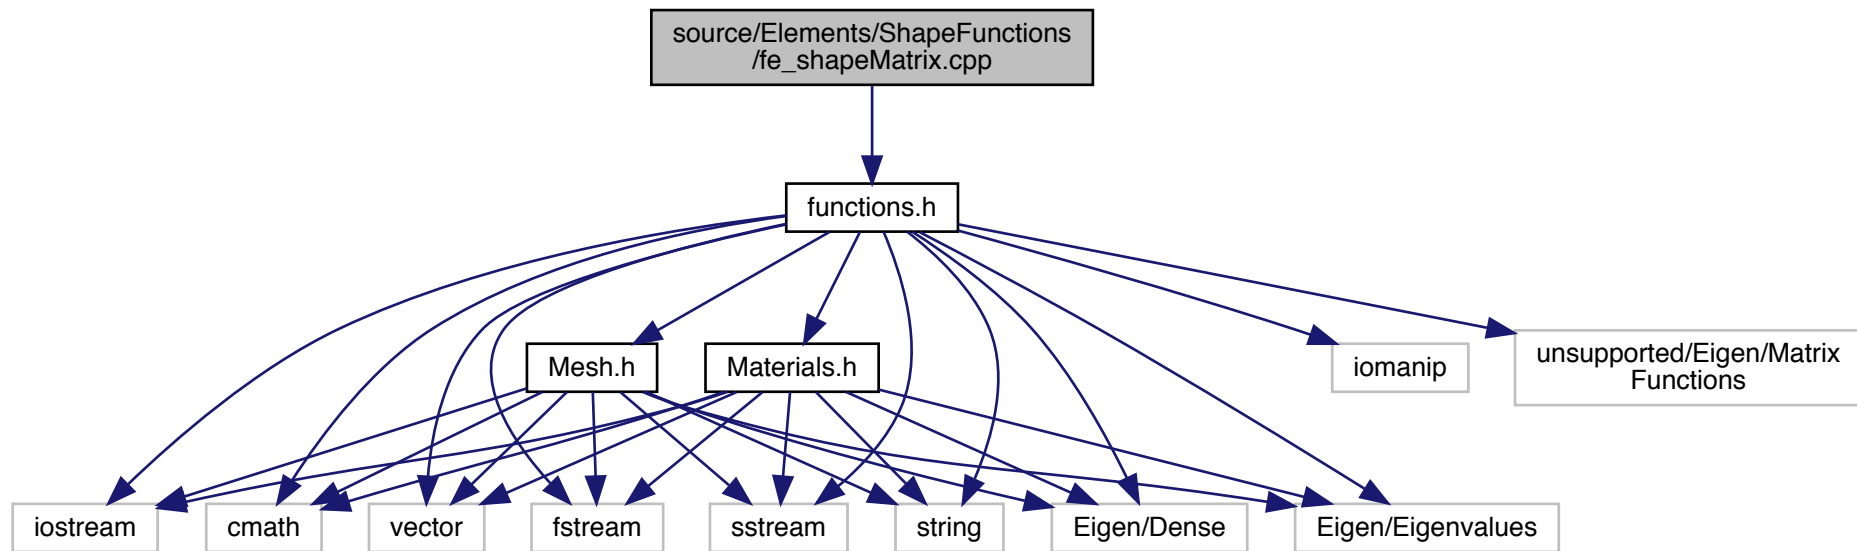 source/Elements/ShapeFunctions
/fe_shapeMatrix.cpp
functions.h
Mesh.h
Materials.h
iomanip
unsupported/Eigen/Matrix
Functions
iostream
cmath
vector
fstream
sstream
string
Eigen/Dense
Eigen/Eigenvalues